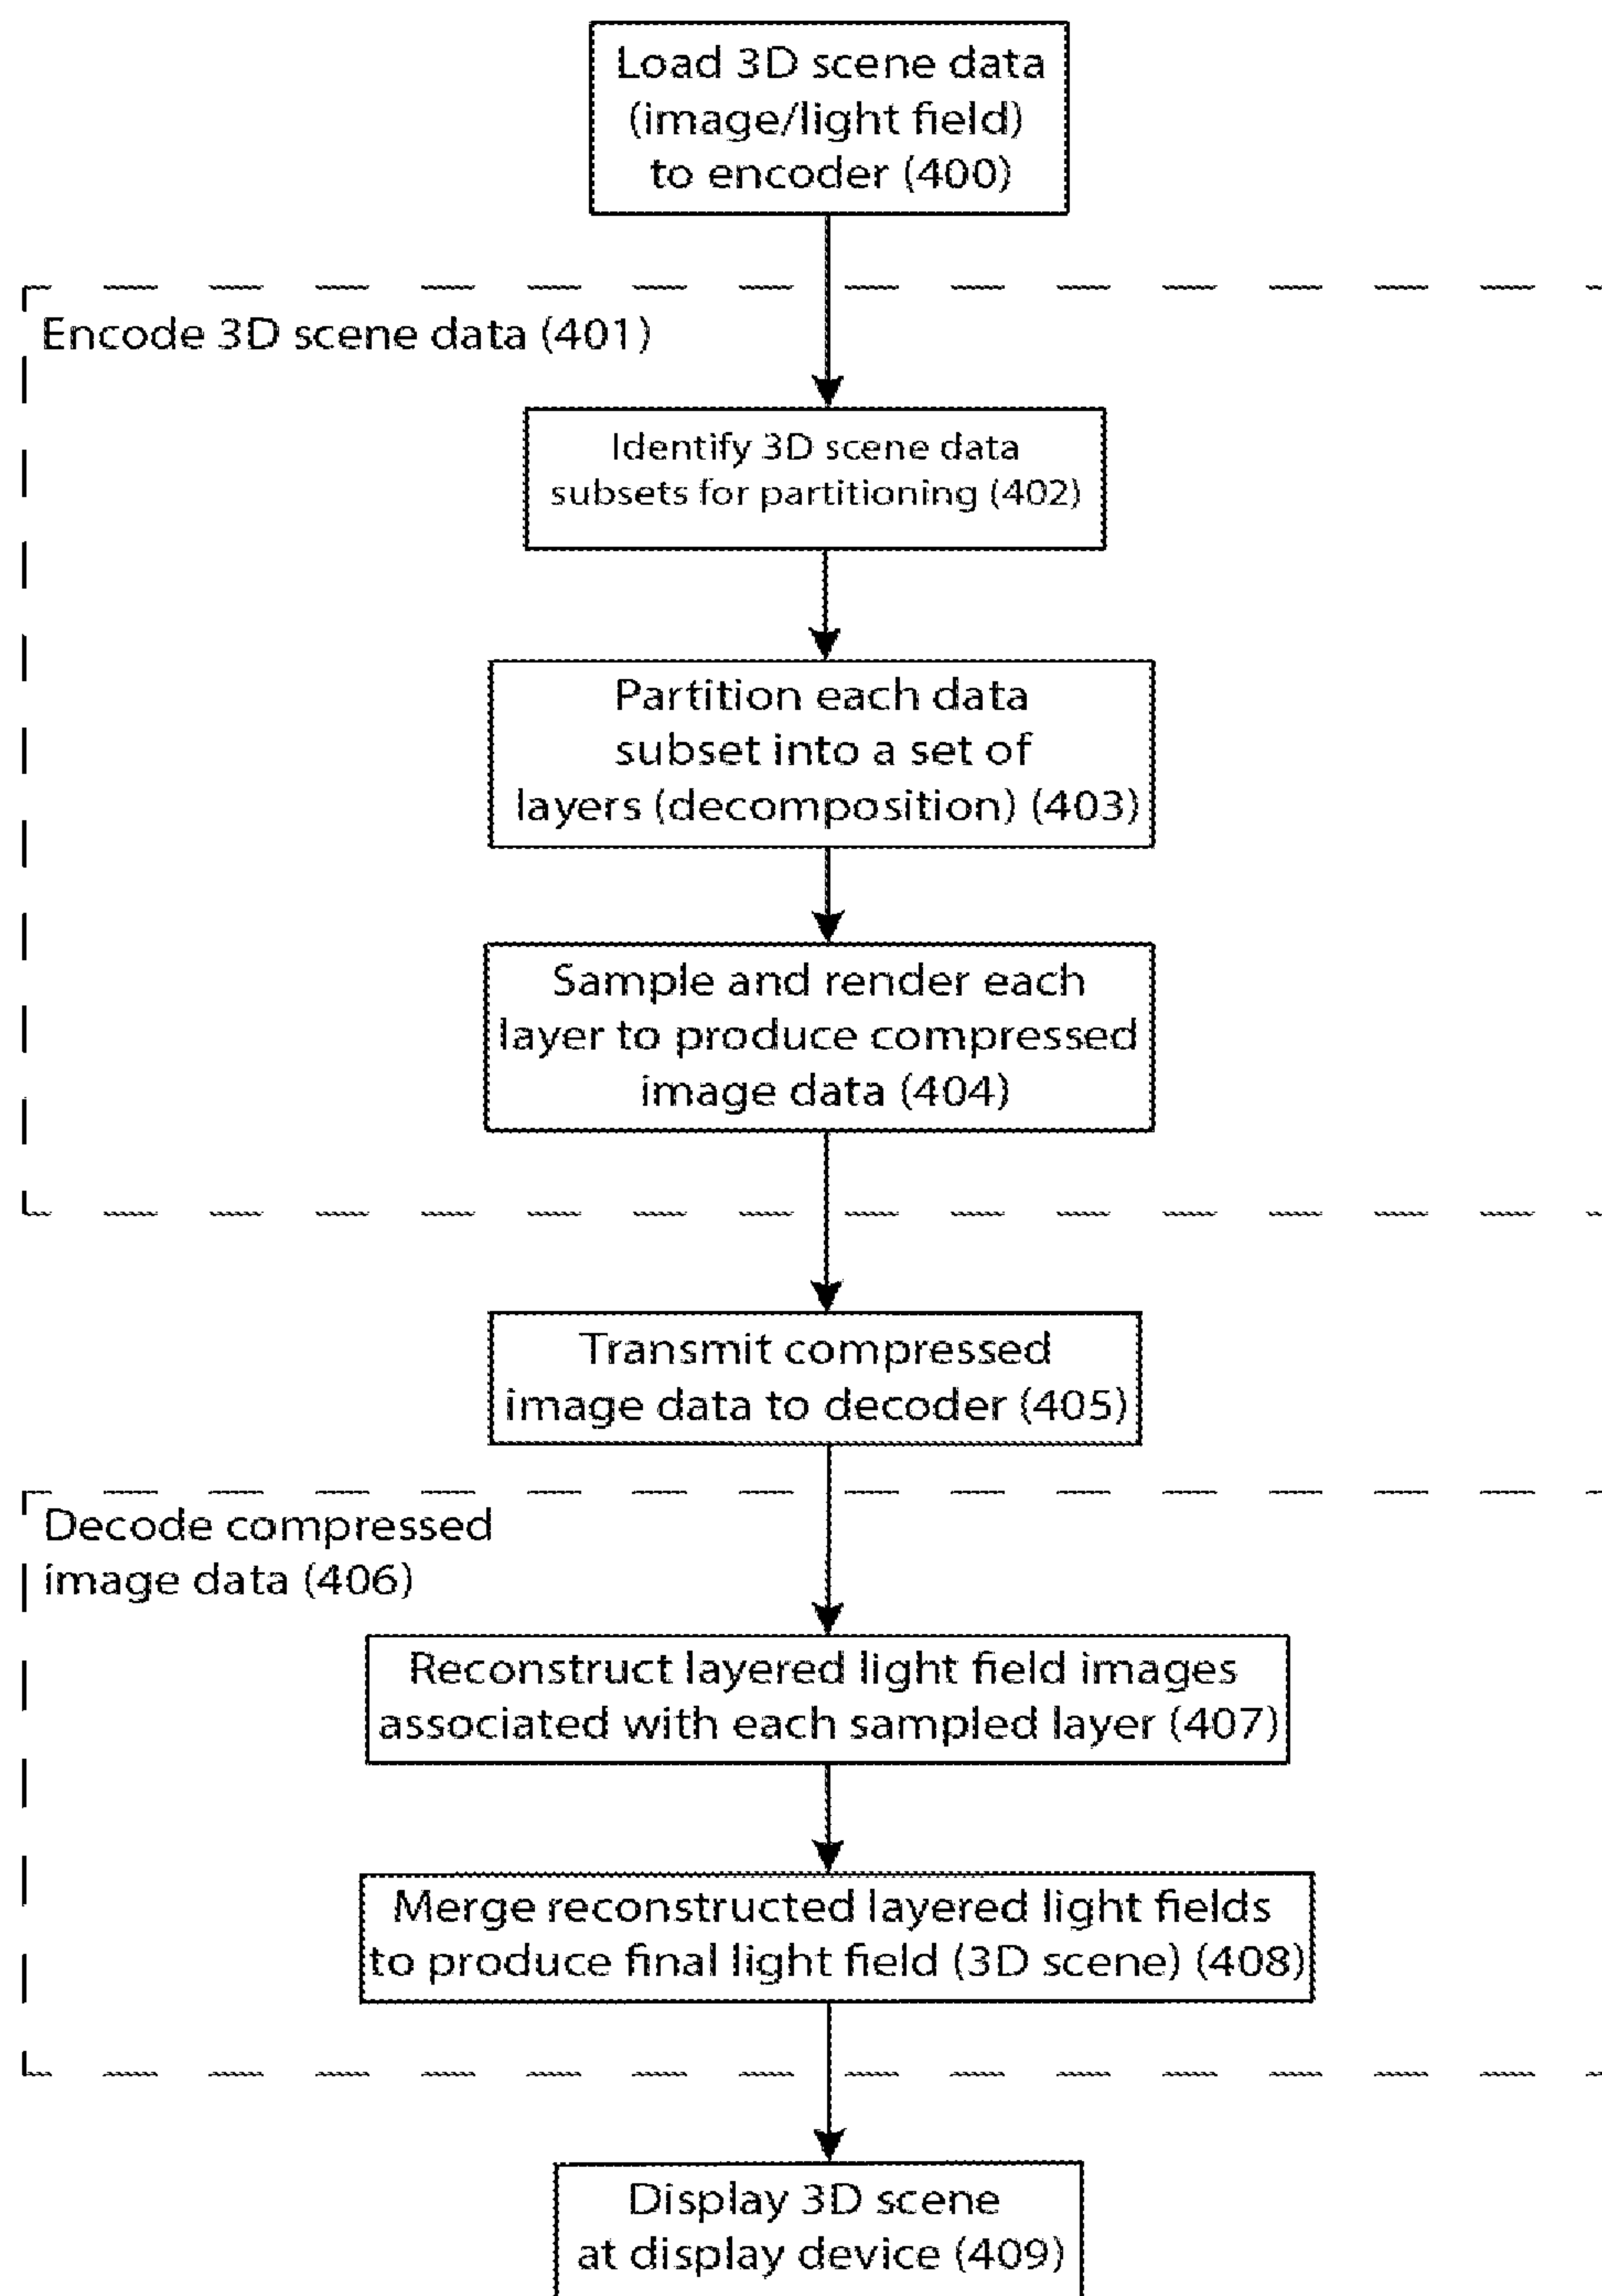 Load 3D scene data
(image/light field)
to encoder (400)
Encode 3D scene data (401)
Identify 3D scene data
subsets for partitioning (402)
Partition each data
subset into a set of
layers (decomposition) (403)
Sample and render each
layer to produce compressed
image data (404)
Transmit compressed
image data to decoder (405)
Decode compressed
image data (406)
Reconstruct layered light field images
associated with each sampled layer (407)
Merge reconstructed layered light fields
to produce final light field (3D scene) (408)
Display 3D scene
at display device (409)